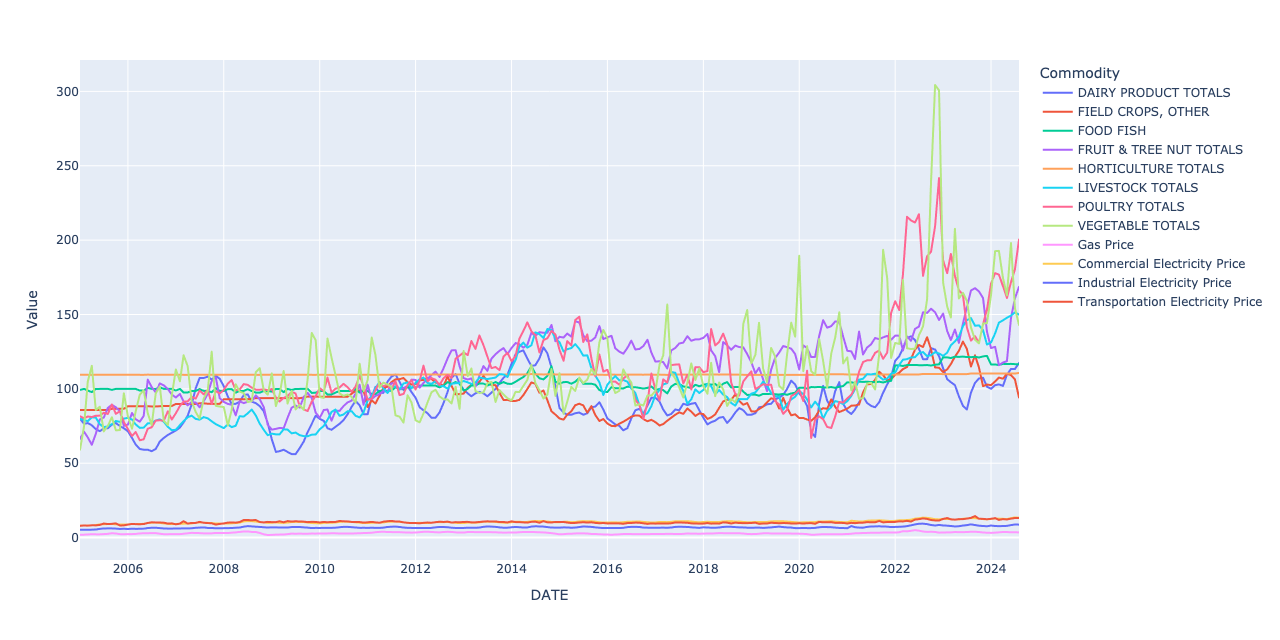 Commodity
DAIRY PRODUCT TOTALS
FIELD CROPS, OTHER
FOOD FISH
FRUIT & TREE NUT TOTALS
HORTICULTURE TOTALS
LIVESTOCK TOTALS
POULTRY TOTALS
VEGETABLE TOTALS
Gas Price
Commercial Electricity Price
Industrial Electricity Price
Transportation Electricity Price
Value
300
250
200
150
100
50
0
2006 2008 2010 2012 2014 2016 2018 2020 2022 2024
DATE